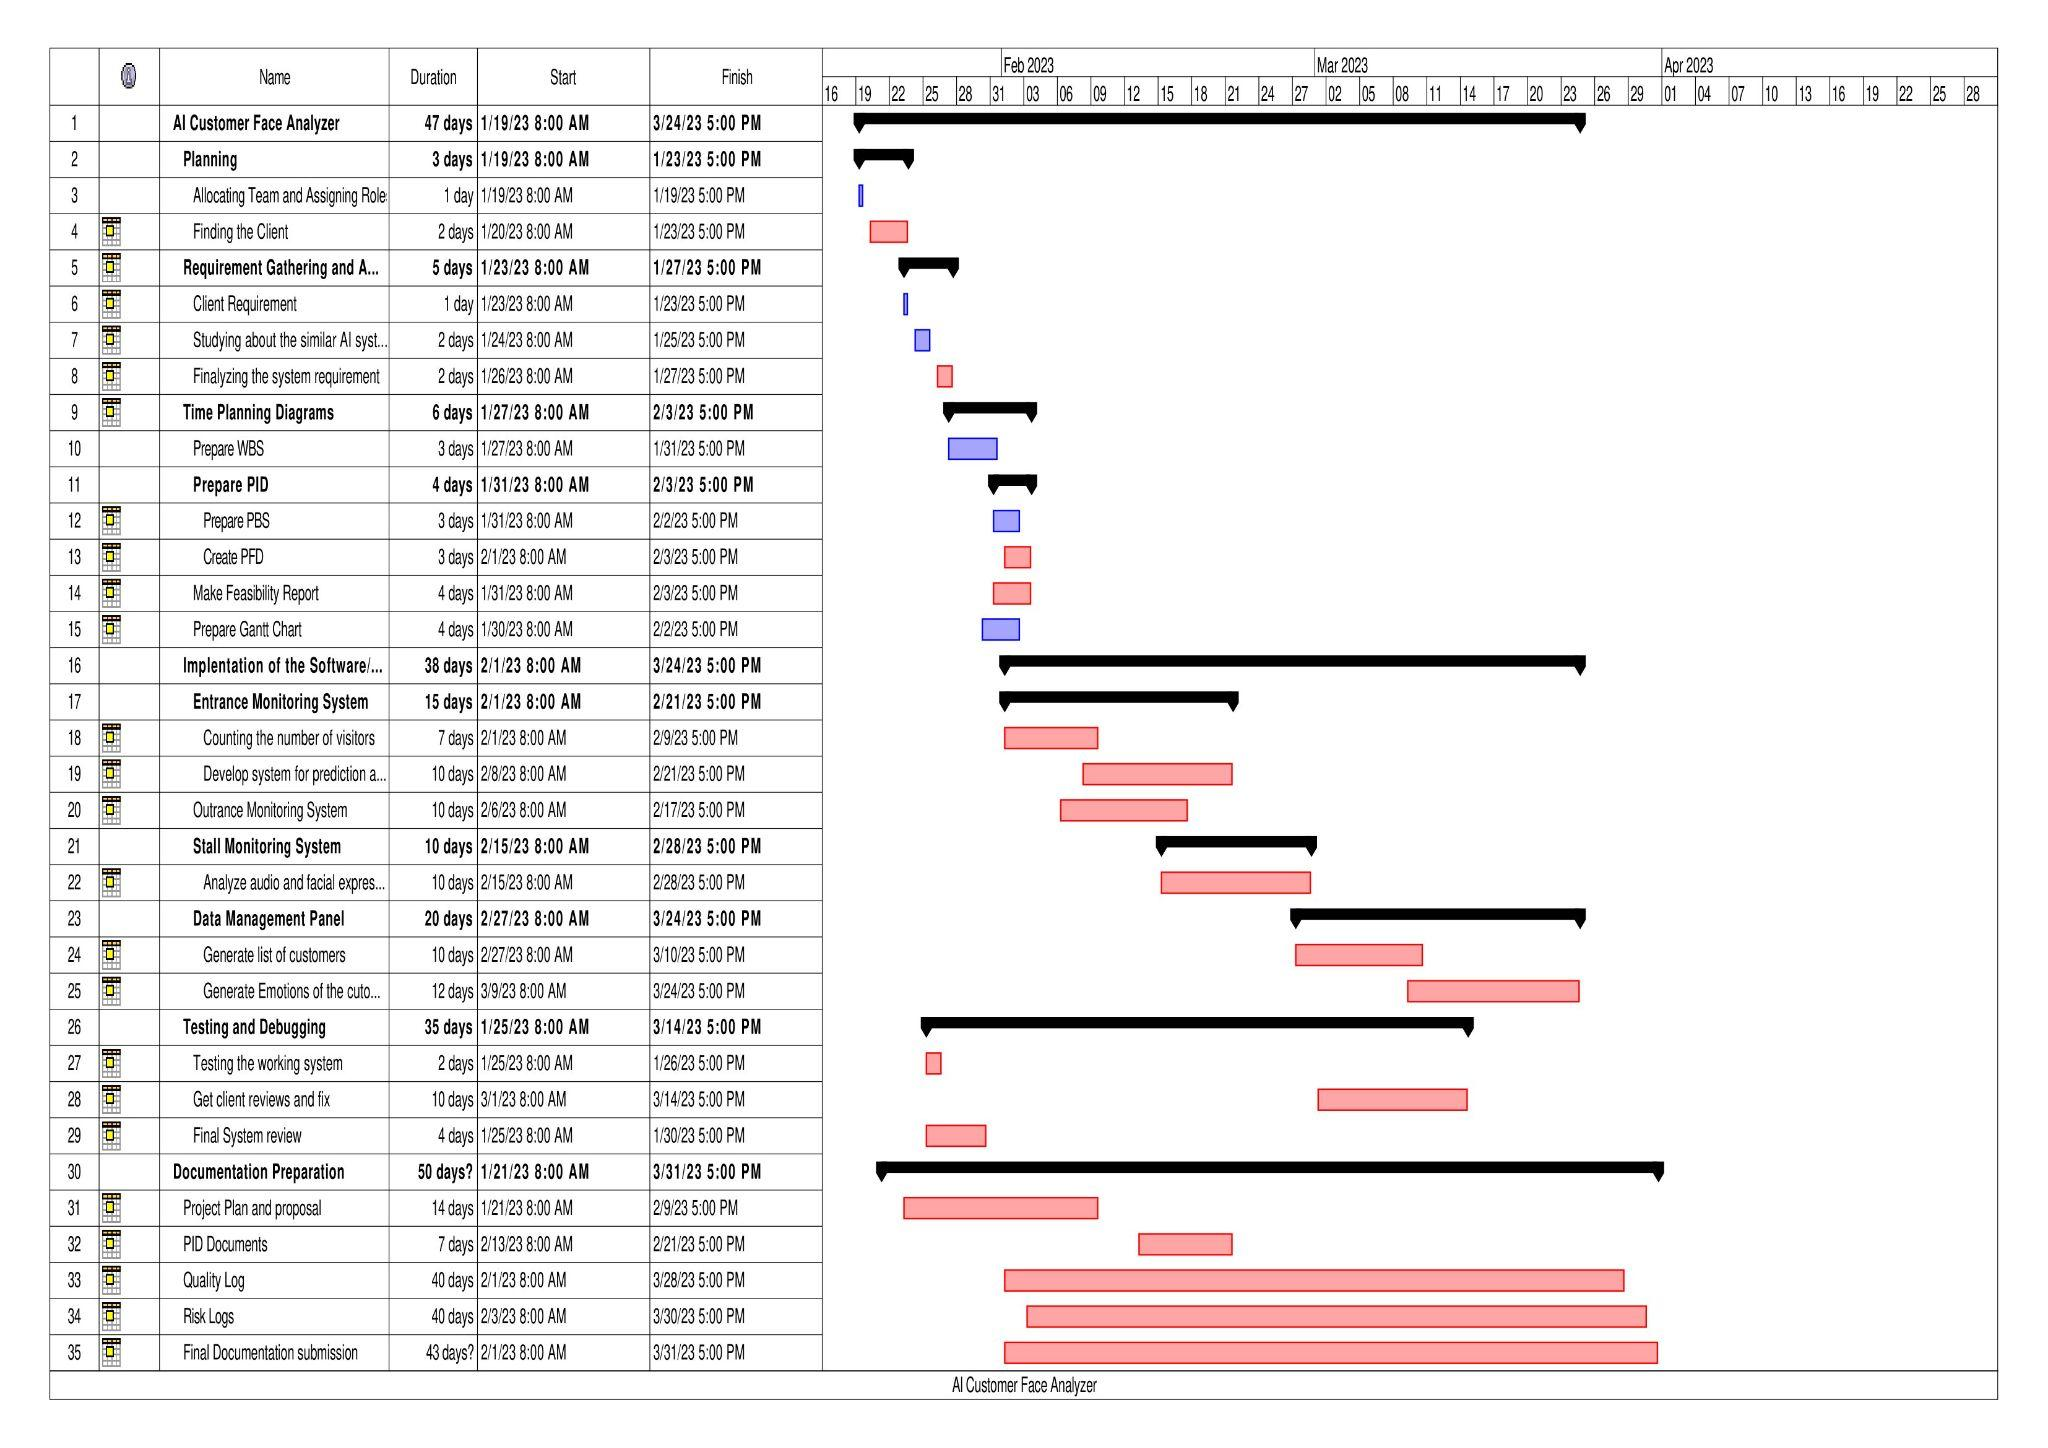 Name Duration Start Finish
Feb 2023 Mar 2023 Apr 2023
16 19 22 25 28 31 03 06 09 12 15 18 21 24 27 02 05 08 11 14 17 20 23 26 29 01 04 07 10 13 16 19 22 25 28
1 AI Customer Face Analyzer 47 days 1/19/23 8:00 AM 3/24/23 5:00 PM
2 Planning 3 days 1/19/23 8:00 AM 1/23/23 5:00 PM
3 Allocating Team and Assigning Role 1 day 1/19/23 8:00 AM 1/19/23 5:00 PM
4 Finding the Client 2 days 1/20/23 8:00 AM 1/23/23 5:00 PM
5 Requirement Gathering and A... 5 days 1/23/23 8:00 AM 1/27/23 5:00 PM
6 Client Requirement 1 day 1/23/23 8:00 AM 1/23/23 5:00 PM
7 Studying about the similar AI syst... 2 days 1/24/23 8:00 AM 1/25/23 5:00 PM
8 Finalyzing the system requirement 2 days 1/26/23 8:00 AM 1/27/23 5:00 PM
9 Time Planning Diagrams 6 days 1/27/23 8:00 AM 2/3/23 5:00 PM
10 Prepare WBS 3 days 1/27/23 8:00 AM 1/31/23 5:00 PM
11 Prepare PID 4 days 1/31/23 8:00 AM 2/3/23 5:00 PM
12 Prepare PBS 3 days 1/31/23 8:00 AM 2/2/23 5:00 PM
13 Create PFD 3 days 2/1/23 8:00 AM 2/3/23 5:00 PM
14 Make Feasibility Report 4 days 1/31/23 8:00 AM 2/3/23 5:00 PM
15 Prepare Gantt Chart 4 days 1/30/23 8:00 AM 2/2/23 5:00 PM
16 Implentation of the Software/... 38 days 2/1/23 8:00 AM 3/24/23 5:00 PM
17 Entrance Monitoring System 15 days 2/1/23 8:00 AM 2/21/23 5:00 PM
18 Counting the number of visitors 7 days 2/1/23 8:00 AM 2/9/23 5:00 PM
19 Develop system for prediction a... 10 days 2/8/23 8:00 AM 2/21/23 5:00 PM
20 Outrance Monitoring System 10 days 2/6/23 8:00 AM 2/17/23 5:00 PM
21 Stall Monitoring System 10 days 2/15/23 8:00 AM 2/28/23 5:00 PM
22 Analyze audio and facial expres... 10 days 2/15/23 8:00 AM 2/28/23 5:00 PM
23 Data Management Panel 20 days 2/27/23 8:00 AM 3/24/23 5:00 PM
24 Generate list of customers 10 days 2/27/23 8:00 AM 3/10/23 5:00 PM
25 Generate Emotions of the cuto... 12 days 3/9/23 8:00 AM 3/24/23 5:00 PM
26 Testing and Debugging 35 days 1/25/23 8:00 AM 3/14/23 5:00 PM
27 Testing the working system 2 days 1/25/23 8:00 AM 1/26/23 5:00 PM
28 Get client reviews and fix 10 days 3/1/23 8:00 AM 3/14/23 5:00 PM
29 Final System review 4 days 1/25/23 8:00 AM 1/30/23 5:00 PM
30 Documentation Preparation 50 days? 1/21/23 8:00 AM 3/31/23 5:00 PM
31 Project Plan and proposal 14 days 1/21/23 8:00 AM 2/9/23 5:00 PM
32 PID Documents 7 days 2/13/23 8:00 AM 2/21/23 5:00 PM
33 Quality Log 40 days 2/1/23 8:00 AM 3/28/23 5:00 PM
34 Risk Logs 40 days 2/3/23 8:00 AM 3/30/23 5:00 PM
35 Final Documentation submission 43 days? 2/1/23 8:00 AM 3/31/23 5:00 PM
AI Customer Face Analyzer